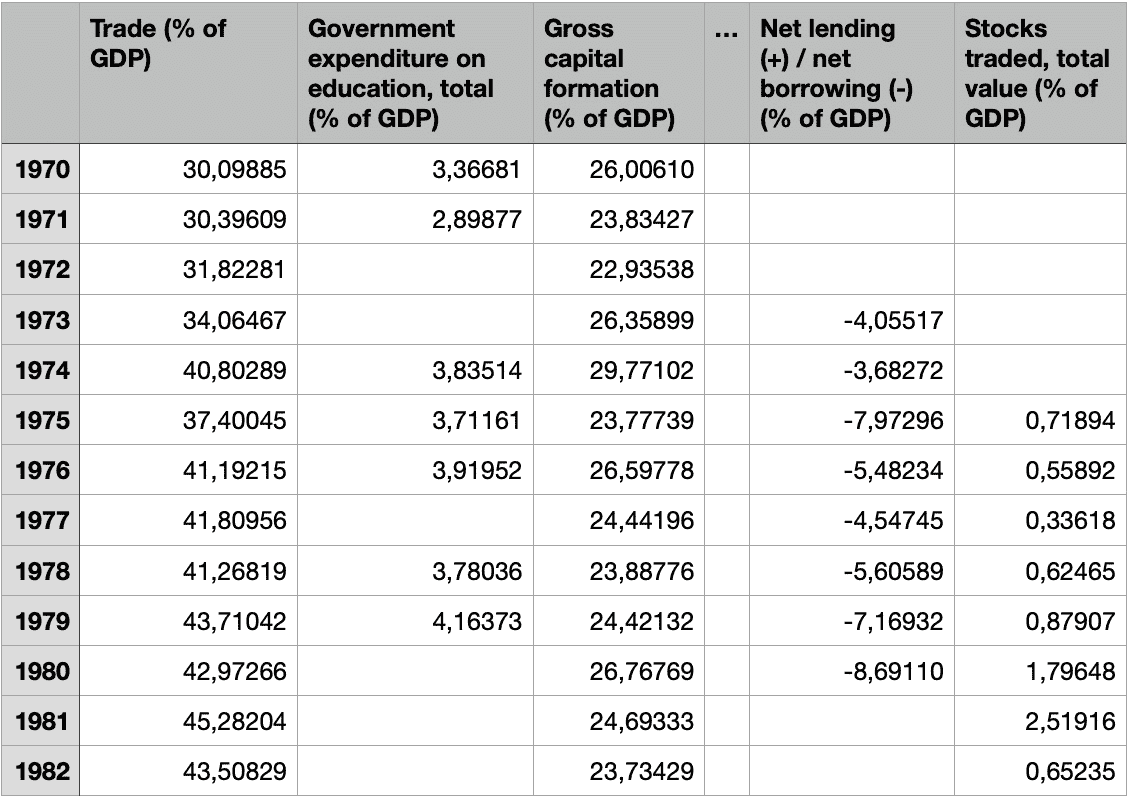 Trade (% of GDP) Government expenditure on education, total (% of GDP) Gross capital formation (% of GDP) ... Net lending (+) / net borrowing (-) (% of GDP) Stocks traded, total value (% of GDP)
1970 30,09885 3,36681 26,00610
1971 30,39609 2,89877 23,83427
1972 31,82281 22,93538
1973 34,06467 26,35899 -4,05517
1974 40,80289 3,83514 29,77102 -3,68272
1975 37,40045 3,71161 23,77739 -7,97296 0,71894
1976 41,19215 3,91952 26,59778 -5,48234 0,55892
1977 41,80956 24,44196 -4,54745 0,33618
1978 41,26819 3,78036 23,88776 -5,60589 0,62465
1979 43,71042 4,16373 24,42132 -7,16932 0,87907
1980 42,97266 26,76769 -8,69110 1,79648
1981 45,28204 24,69333 2,51916
1982 43,50829 23,73429 0,65235